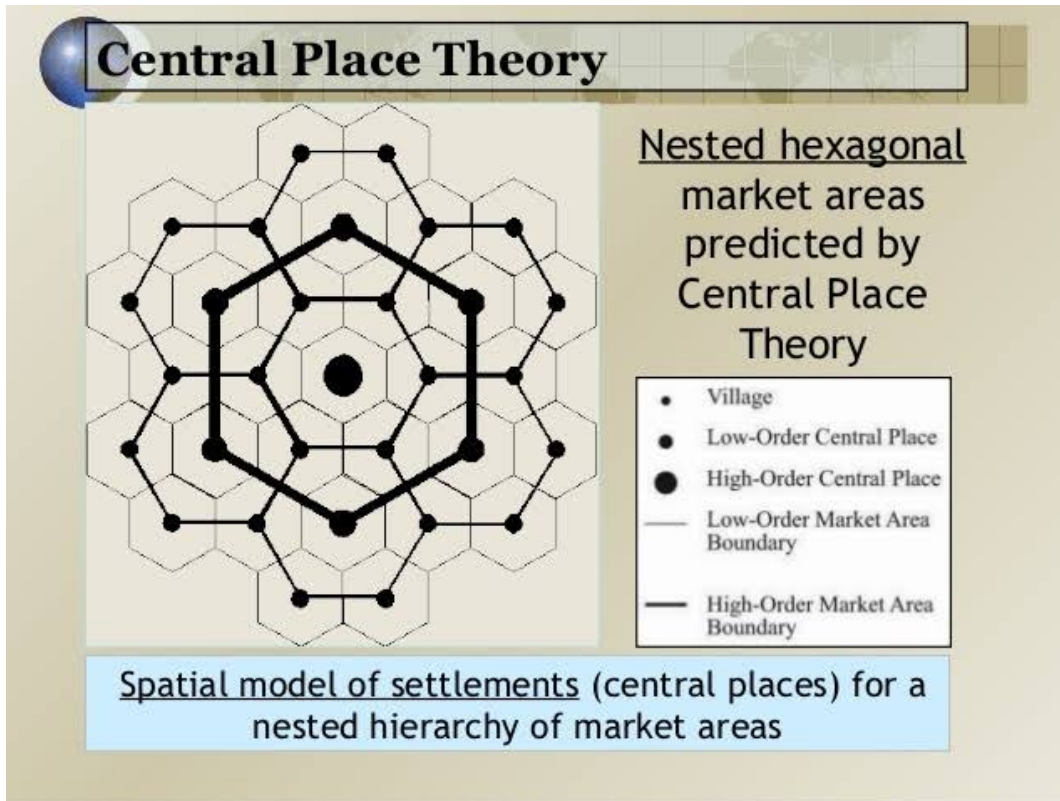 Central Place Theory
Nested hexagonal
market areas
predicted by
Central Place
Theory
Village
Low-Order Central Place
High-Order Central Place
Low-Order Market Area
Boundary
High-Order Market Area
Boundary
Spatial model of settlements (central places) for a
nested hierarchy of market areas